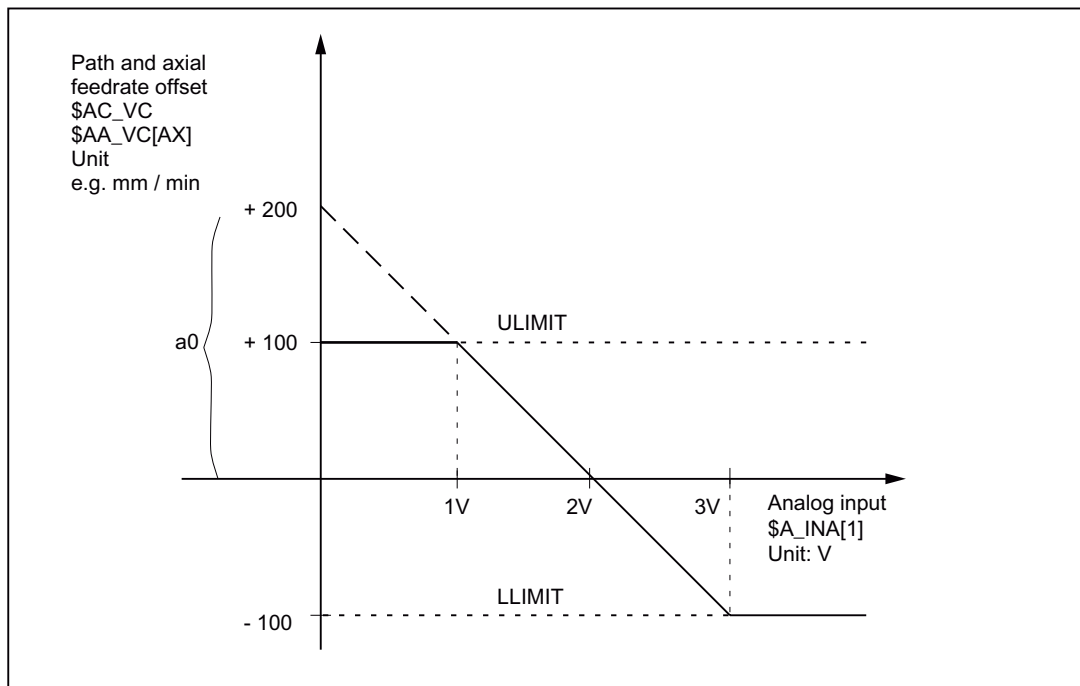 Path and axial
feedrate offset
$AC_VC
$AA_VC[AX]
Unit
e.g. mm / min
+ 200
ULIMIT
a0
+ 100
1V
2V
3V
Analog input
$A_INA[1]
Unit: V
LLIMIT
- 100